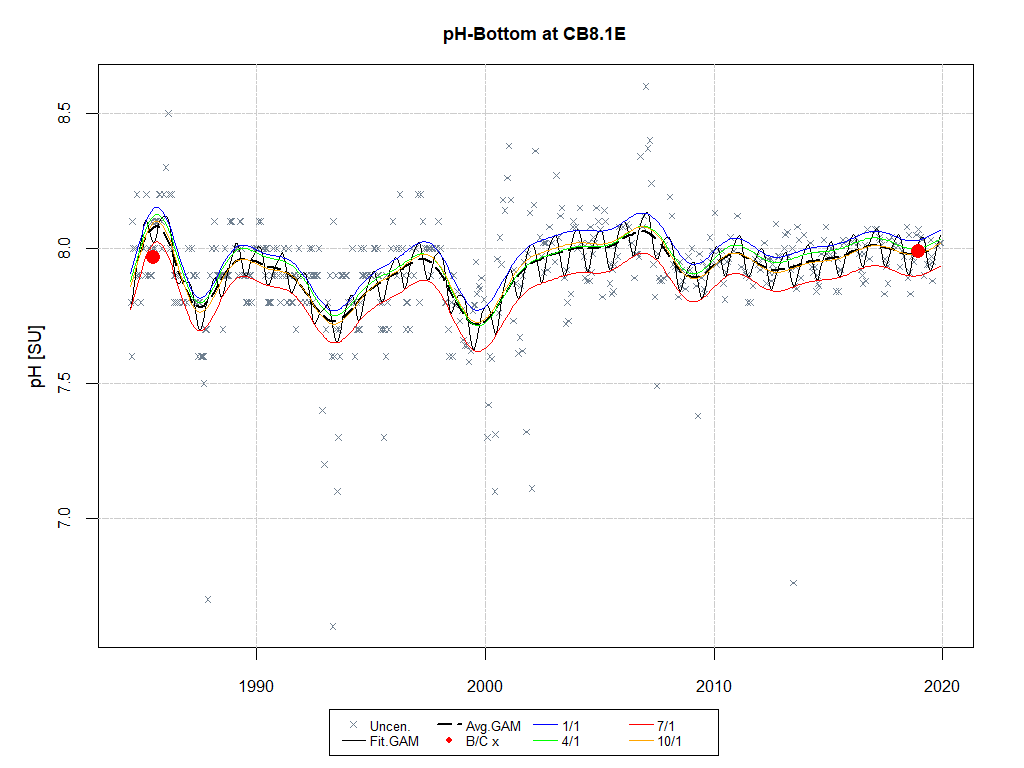 pH-Bottom at CB8.1E
pH [SU]
8.5
8.0
7.5
7.0
1990 2000 2010 2020
Uncen. Avg.GAM 1/1 7/1
Fit.GAM B/C x 4/1 10/1